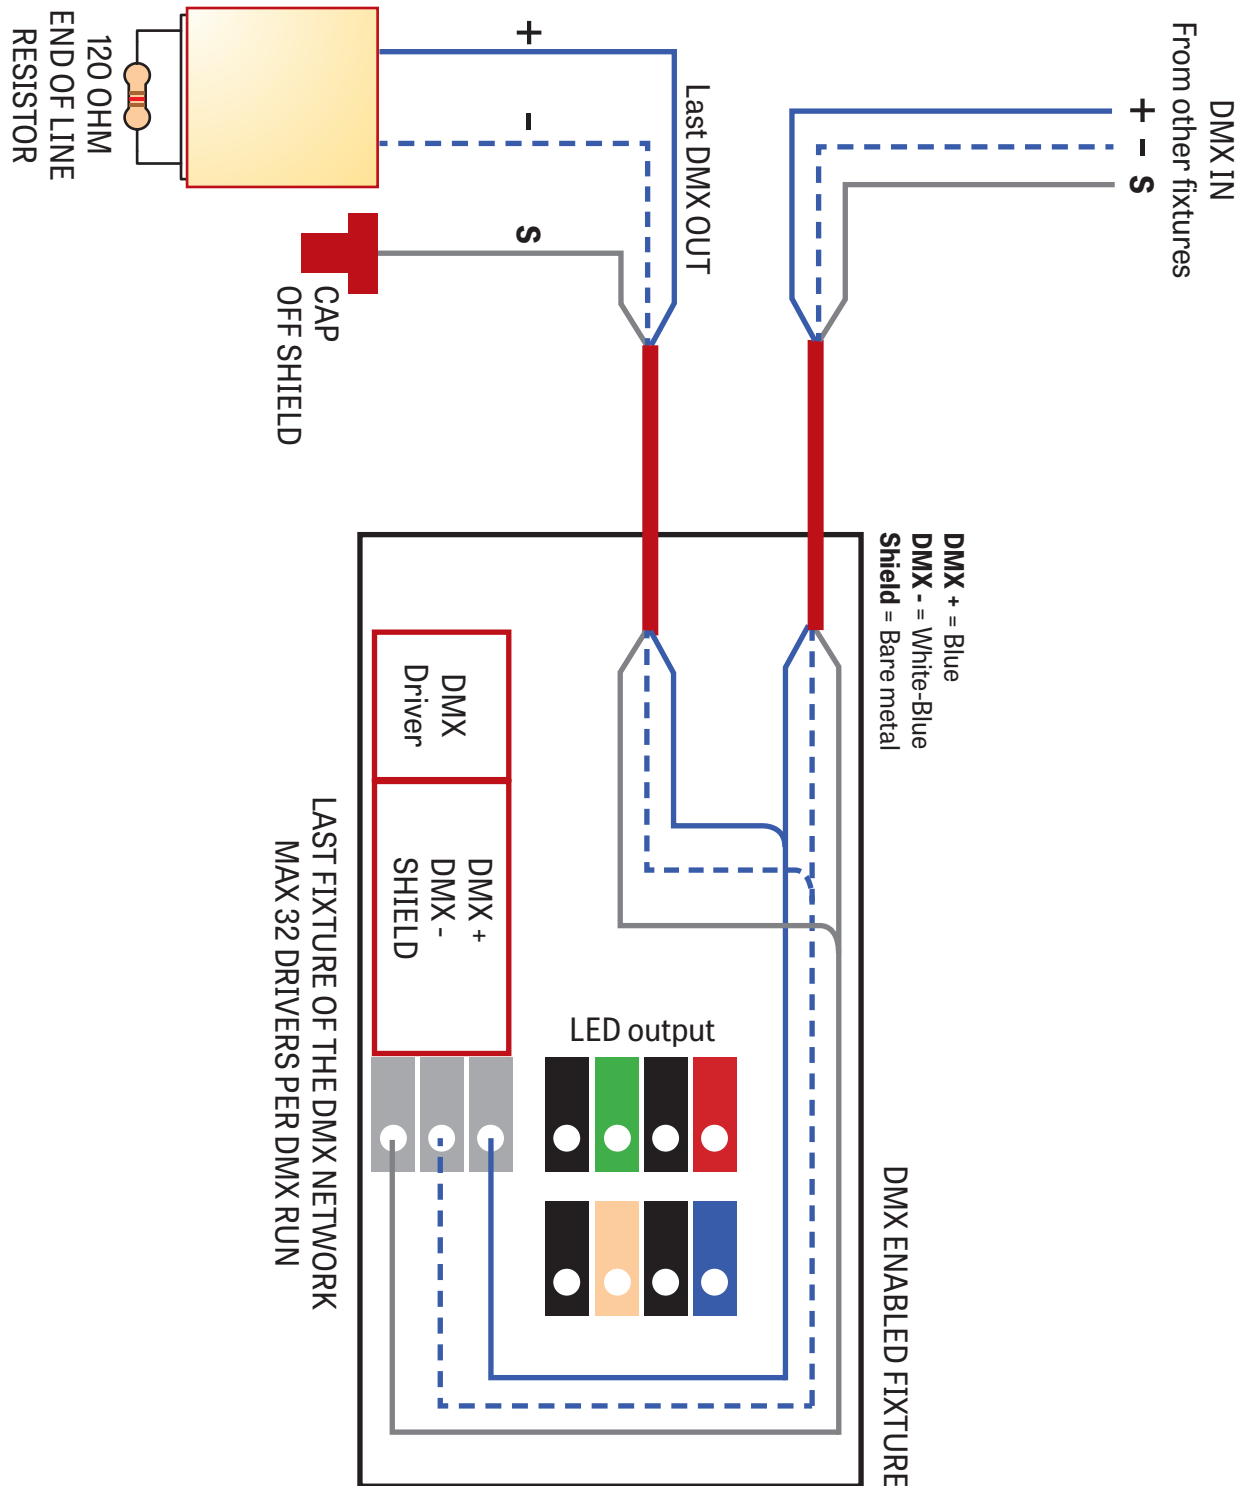 DMX IN
From other fixtures
+
-
S
Last DMX OUT
+
-
S
120 OHM
END OF LINE
RESISTOR
CAP
OFF SHIELD
DMX + = Blue
DMX - = White-Blue
Shield = Bare metal
DMX ENABLED FIXTURE
DMX
Driver
DMX +
DMX -
SHIELD
LED output
LAST FIXTURE OF THE DMX NETWORK
MAX 32 DRIVERS PER DMX RUN